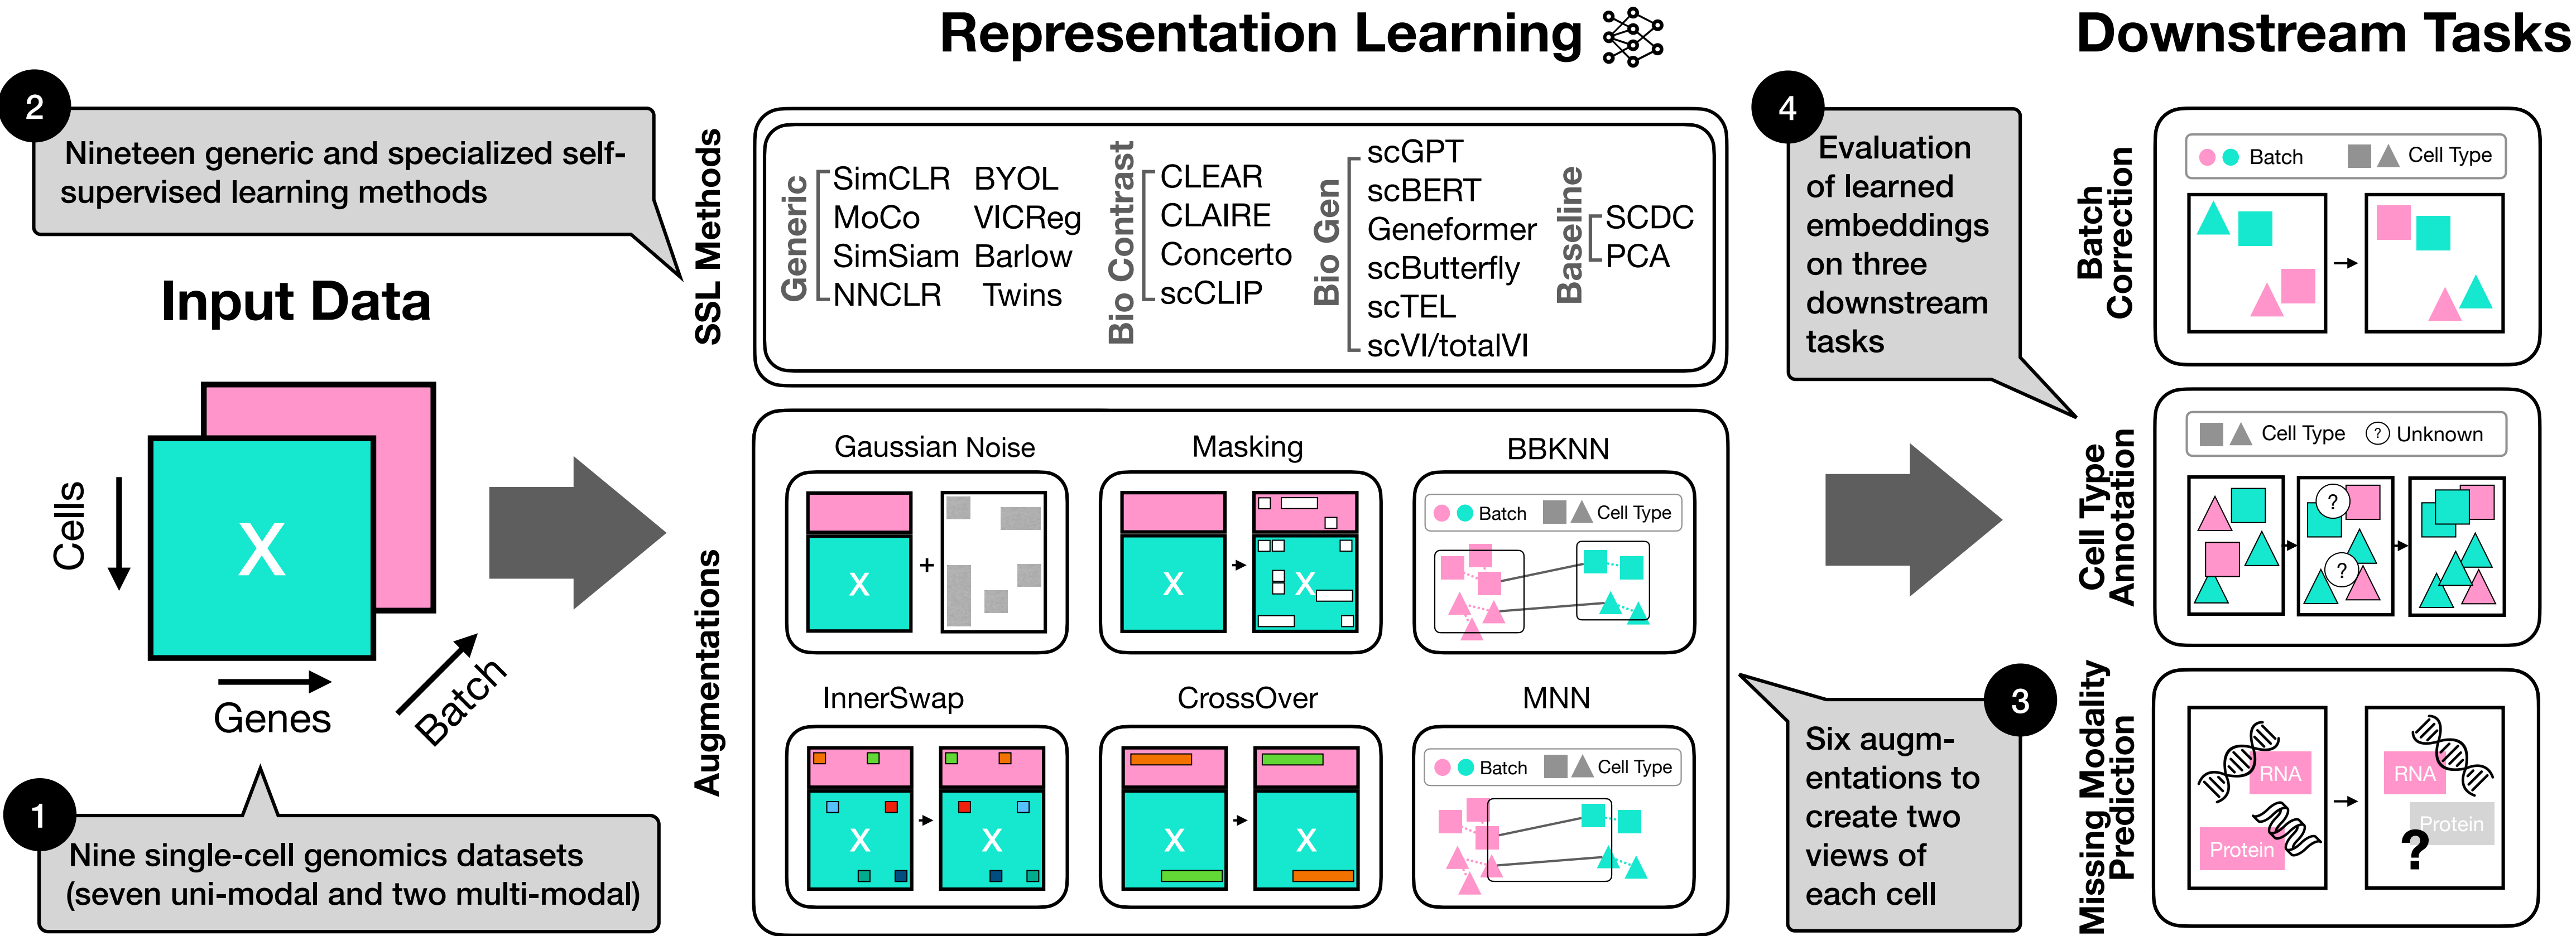 Representation Learning
Downstream Tasks
2
Nineteen generic and specialized self-
supervised learning methods
Input Data
Cells
X
Genes
Batch
1
Nine single-cell genomics datasets
(seven uni-modal and two multi-modal)
SSL Methods
Generic
SimCLR BYOL
MoCo VICReg
SimSiam Barlow
NNCLR Twins
Bio Contrast
CLEAR
CLAIRE
Concerto
scCLIP
Bio Gen
scGPT
scBERT
Geneformer
scButterfly
scTEL
scVI/totalVI
Baseline
SCDC
PCA
Augmentations
Gaussian Noise
X
+
Masking
X
X
BBKNN
Batch
Cell Type
InnerSwap
X
X
CrossOver
X
X
MNN
Batch
Cell Type
4
Evaluation
of learned
embeddings
on three
downstream
tasks
3
Six augm-
entations to
create two
views of
each cell
Batch
Correction
Batch
Cell Type
Cell Type
Annotation
Cell Type
? Unknown
?
?
Missing Modality
Prediction
RNA
Protein
RNA
Protein
?